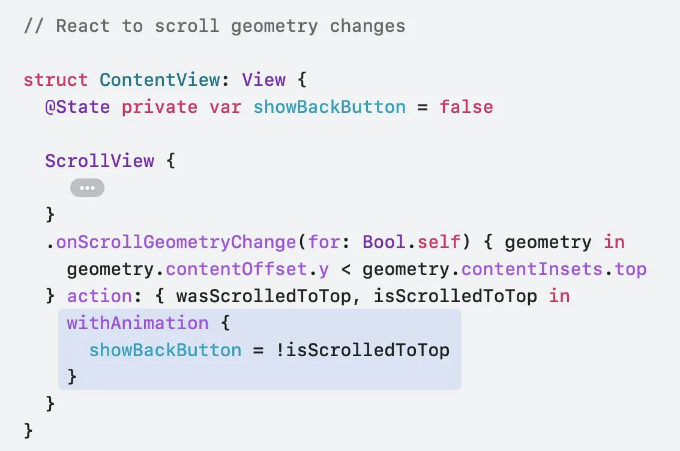 // React to scroll geometry changes
struct ContentView: View {
@State private var showBackButton = false
ScrollView {
•••
}
.onScrollGeometryChange(for: Bool.self) { geometry in
geometry.contentOffset.y < geometry.contentInsets.top
} action: { wasScrolledToTop, isScrolledToTop in
withAnimation {
showBackButton = !isScrolledToTop
}
}
}